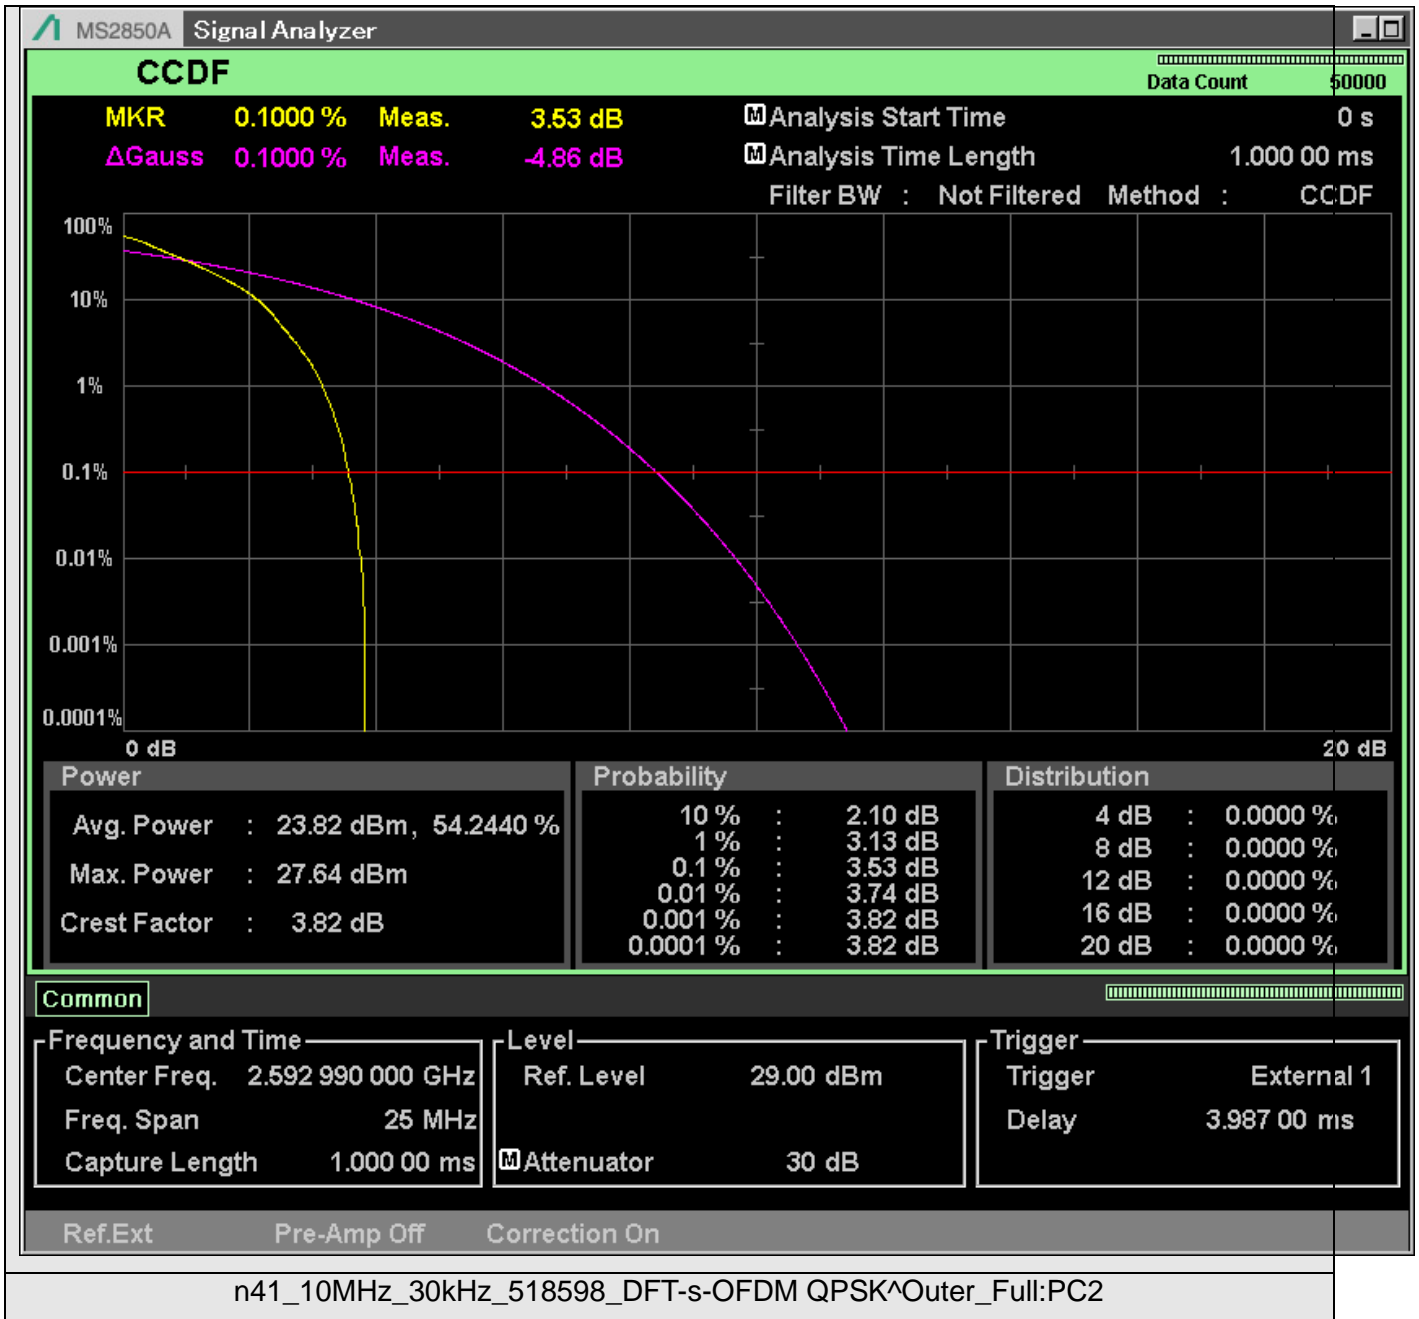 MS2850A Signal Analyzer
CCDF
Data Count 50000
MKR 0.1000 % Meas. 3.53 dB
ΔGauss 0.1000 % Meas. -4.86 dB
M Analysis Start Time 0 s
M Analysis Time Length 1.000 00 ms
Filter BW : Not Filtered Method : CCDF
100%
10%
1%
0.1%
0.01%
0.001%
0.0001%
0 dB 20 dB
Power
Avg. Power : 23.82 dBm, 54.2440 %
Max. Power : 27.64 dBm
Crest Factor : 3.82 dB
Probability
10 % : 2.10 dB
1 % : 3.13 dB
0.1 % : 3.53 dB
0.01 % : 3.74 dB
0.001 % : 3.82 dB
0.0001 % : 3.82 dB
Distribution
4 dB : 0.0000 %
8 dB : 0.0000 %
12 dB : 0.0000 %
16 dB : 0.0000 %
20 dB : 0.0000 %
Common
Frequency and Time
Center Freq. 2.592 990 000 GHz
Freq. Span 25 MHz
Capture Length 1.000 00 ms
Level
Ref. Level 29.00 dBm
M Attenuator 30 dB
Trigger
Trigger External 1
Delay 3.987 00 ms
Ref.Ext Pre-Amp Off Correction On
n41_10MHz_30kHz_518598_DFT-s-OFDM QPSK^Outer_Full:PC2